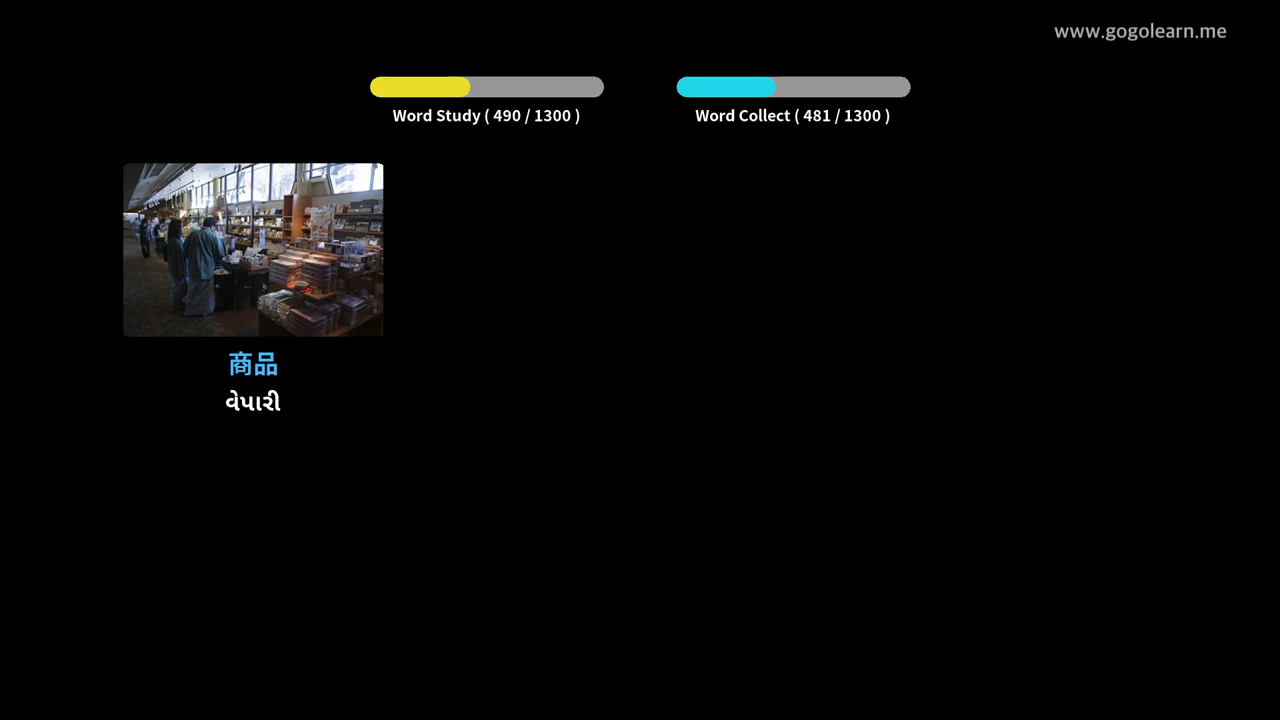 www.gogolearn.me
Word Study ( 490 / 1300 )
Word Collect ( 481 / 1300 )
商品
વેપારી